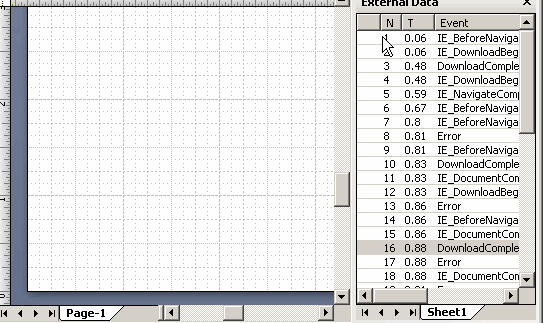 External Data
N T Event
1 0.06 IE_BeforeNaviga
2 0.06 IE_DownloadBeg
3 0.48 DownloadComple
4 0.48 IE_DownloadBeg
5 0.59 IE_NavigateComp
6 0.67 IE_BeforeNaviga
7 0.8 IE_BeforeNaviga
8 0.81 Error
9 0.81 IE_BeforeNaviga
10 0.83 DownloadComple
11 0.83 IE_DocumentCon
12 0.83 IE_DownloadBeg
13 0.86 Error
14 0.86 IE_BeforeNaviga
15 0.86 IE_DocumentCon
16 0.88 DownloadComple
17 0.88 Error
18 0.88 IE_DocumentCon
Page-1
Sheet1